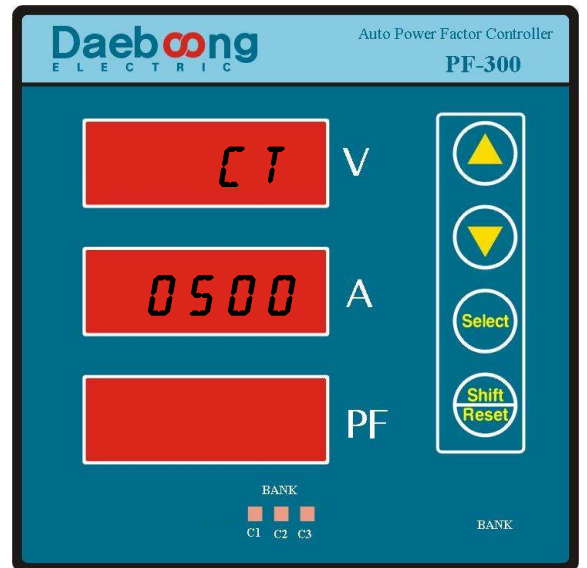 Daeboong
ELECTRIC
Auto Power Factor Controller
PF-300
CT
V
0500
A
PF
Select
Shift
Reset
BANK
C1 C2 C3
BANK